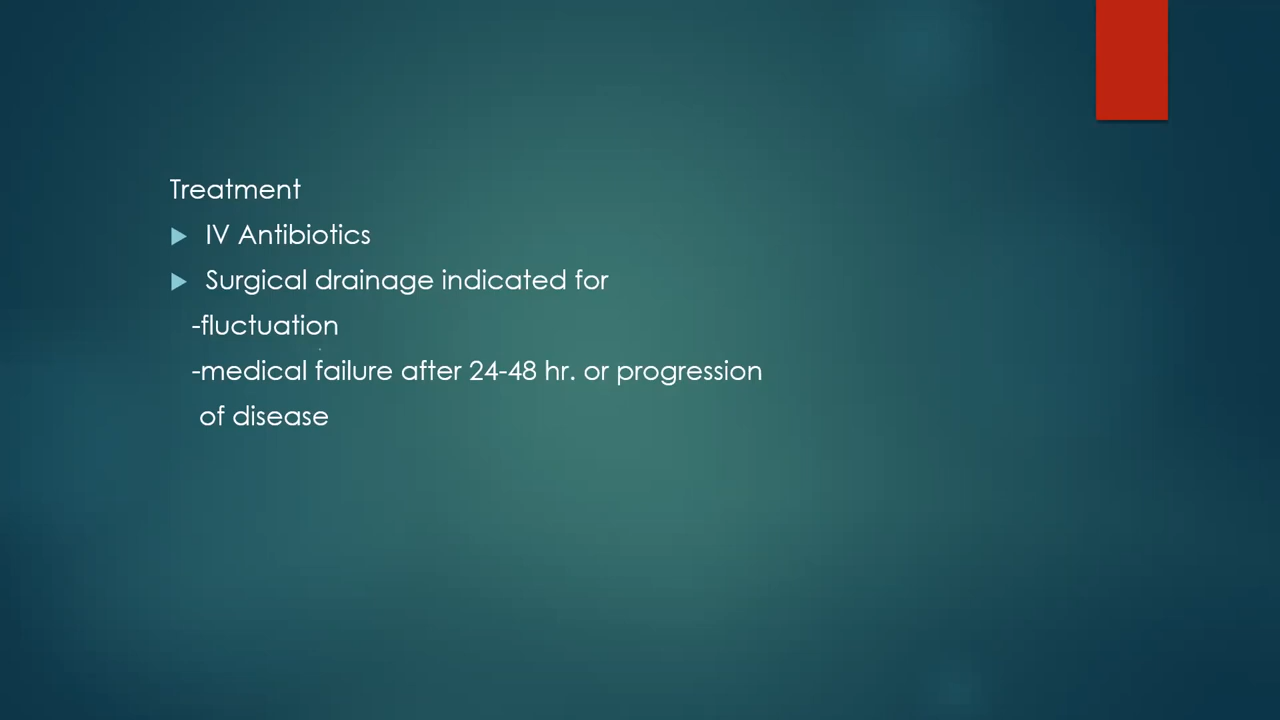 Treatment
IV Antibiotics
Surgical drainage indicated for
-fluctuation
-medical failure after 24-48 hr. or progression
of disease